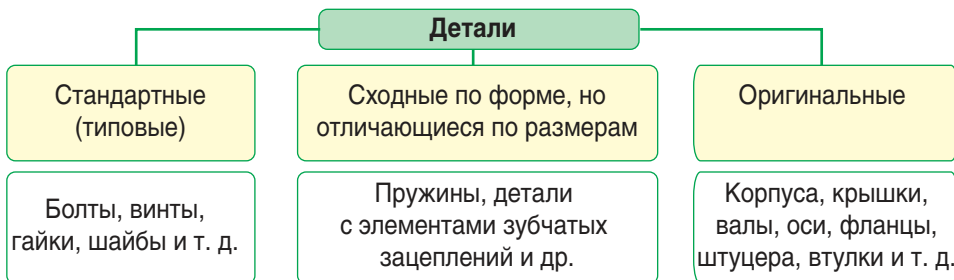 Детали
Стандартные
(типовые)
Сходные по форме, но
отличающиеся по размерам
Оригинальные
Болты, винты,
гайки, шайбы и т. д.
Пружины, детали
с элементами зубчатых
зацеплений и др.
Корпуса, крышки,
валы, оси, фланцы,
штуцера, втулки и т. д.